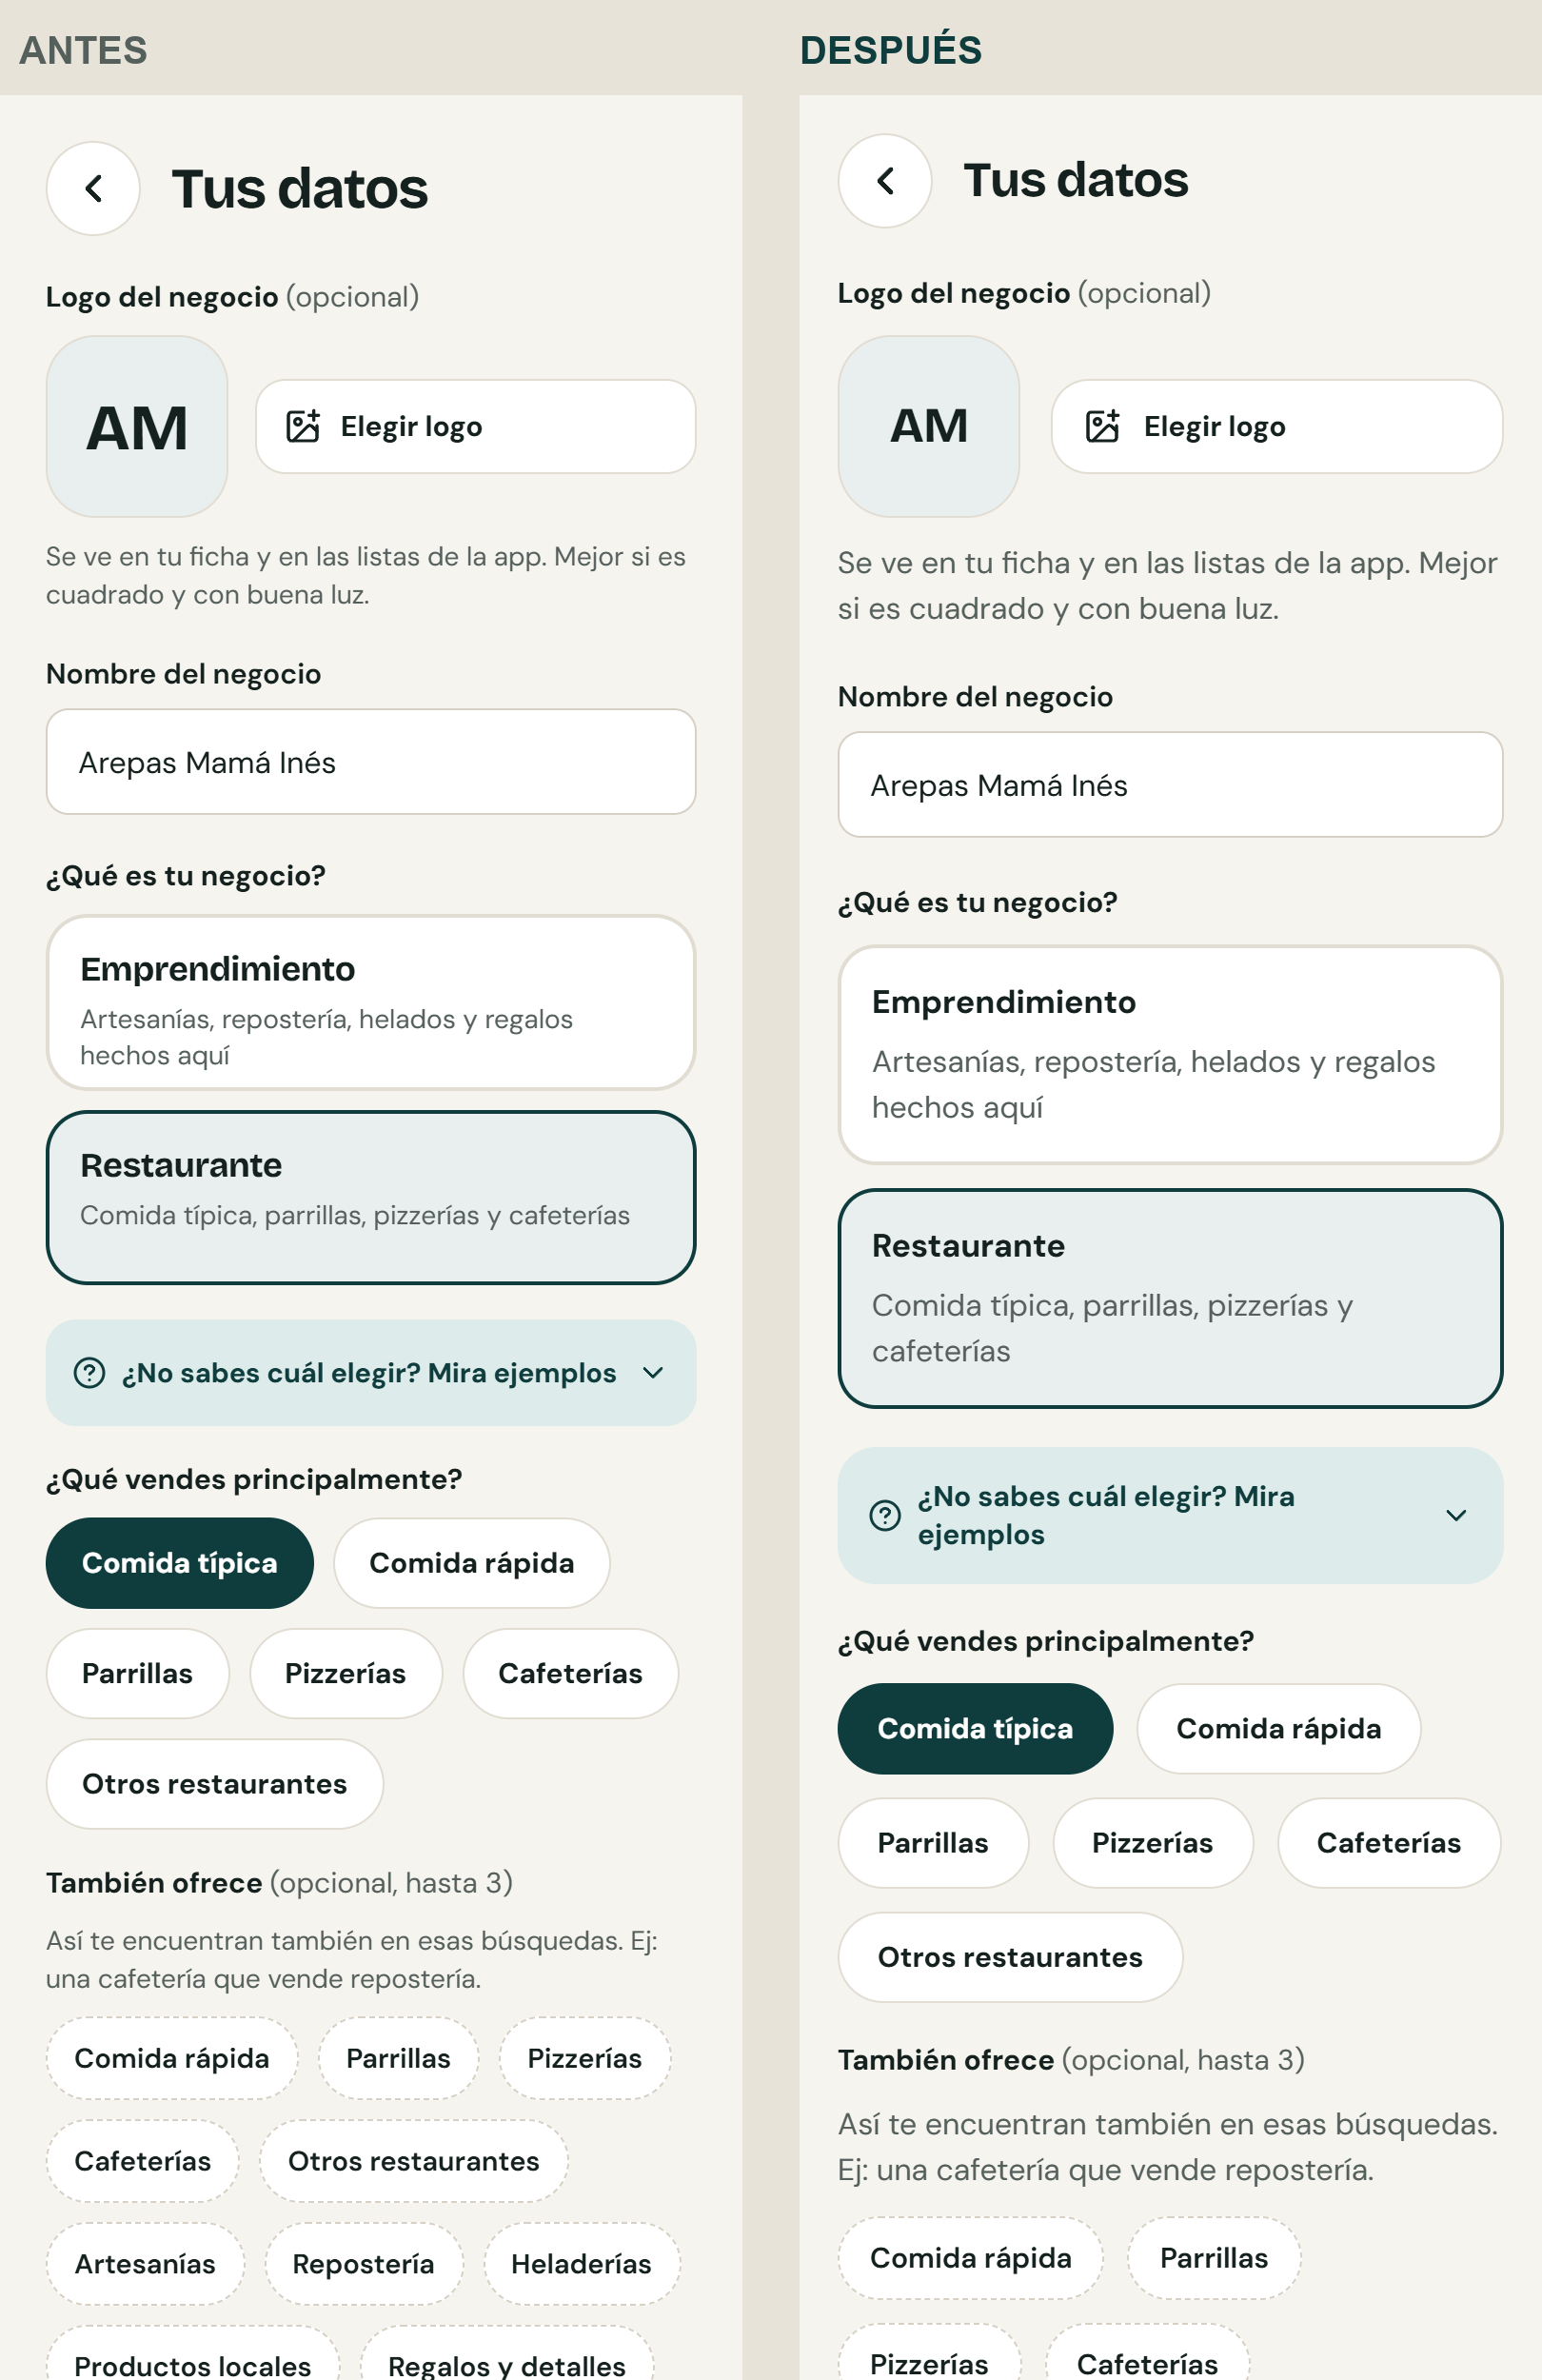 ANTES
Tus datos
Logo del negocio (opcional)
AM
Elegir logo
Se ve en tu ficha y en las listas de la app. Mejor si es
cuadrado y con buena luz.
Nombre del negocio
Arepas Mamá Inés
¿Qué es tu negocio?
Emprendimiento
Artesanías, repostería, helados y regalos
hechos aquí
Restaurante
Comida típica, parrillas, pizzerías y cafeterías
¿No sabes cuál elegir? Mira ejemplos
¿Qué vendes principalmente?
Comida típica
Comida rápida
Parrillas
Pizzerías
Cafeterías
Otros restaurantes
También ofrece (opcional, hasta 3)
Así te encuentran también en esas búsquedas. Ej:
una cafetería que vende repostería.
Comida rápida
Parrillas
Pizzerías
Cafeterías
Otros restaurantes
Artesanías
Repostería
Heladerías
Productos locales
Regalos y detalles
DESPUÉS
Tus datos
Logo del negocio (opcional)
AM
Elegir logo
Se ve en tu ficha y en las listas de la app. Mejor
si es cuadrado y con buena luz.
Nombre del negocio
Arepas Mamá Inés
¿Qué es tu negocio?
Emprendimiento
Artesanías, repostería, helados y regalos
hechos aquí
Restaurante
Comida típica, parrillas, pizzerías y
cafeterías
¿No sabes cuál elegir? Mira
ejemplos
¿Qué vendes principalmente?
Comida típica
Comida rápida
Parrillas
Pizzerías
Cafeterías
Otros restaurantes
También ofrece (opcional, hasta 3)
Así te encuentran también en esas búsquedas.
Ej: una cafetería que vende repostería.
Comida rápida
Parrillas
Pizzerías
Cafeterías